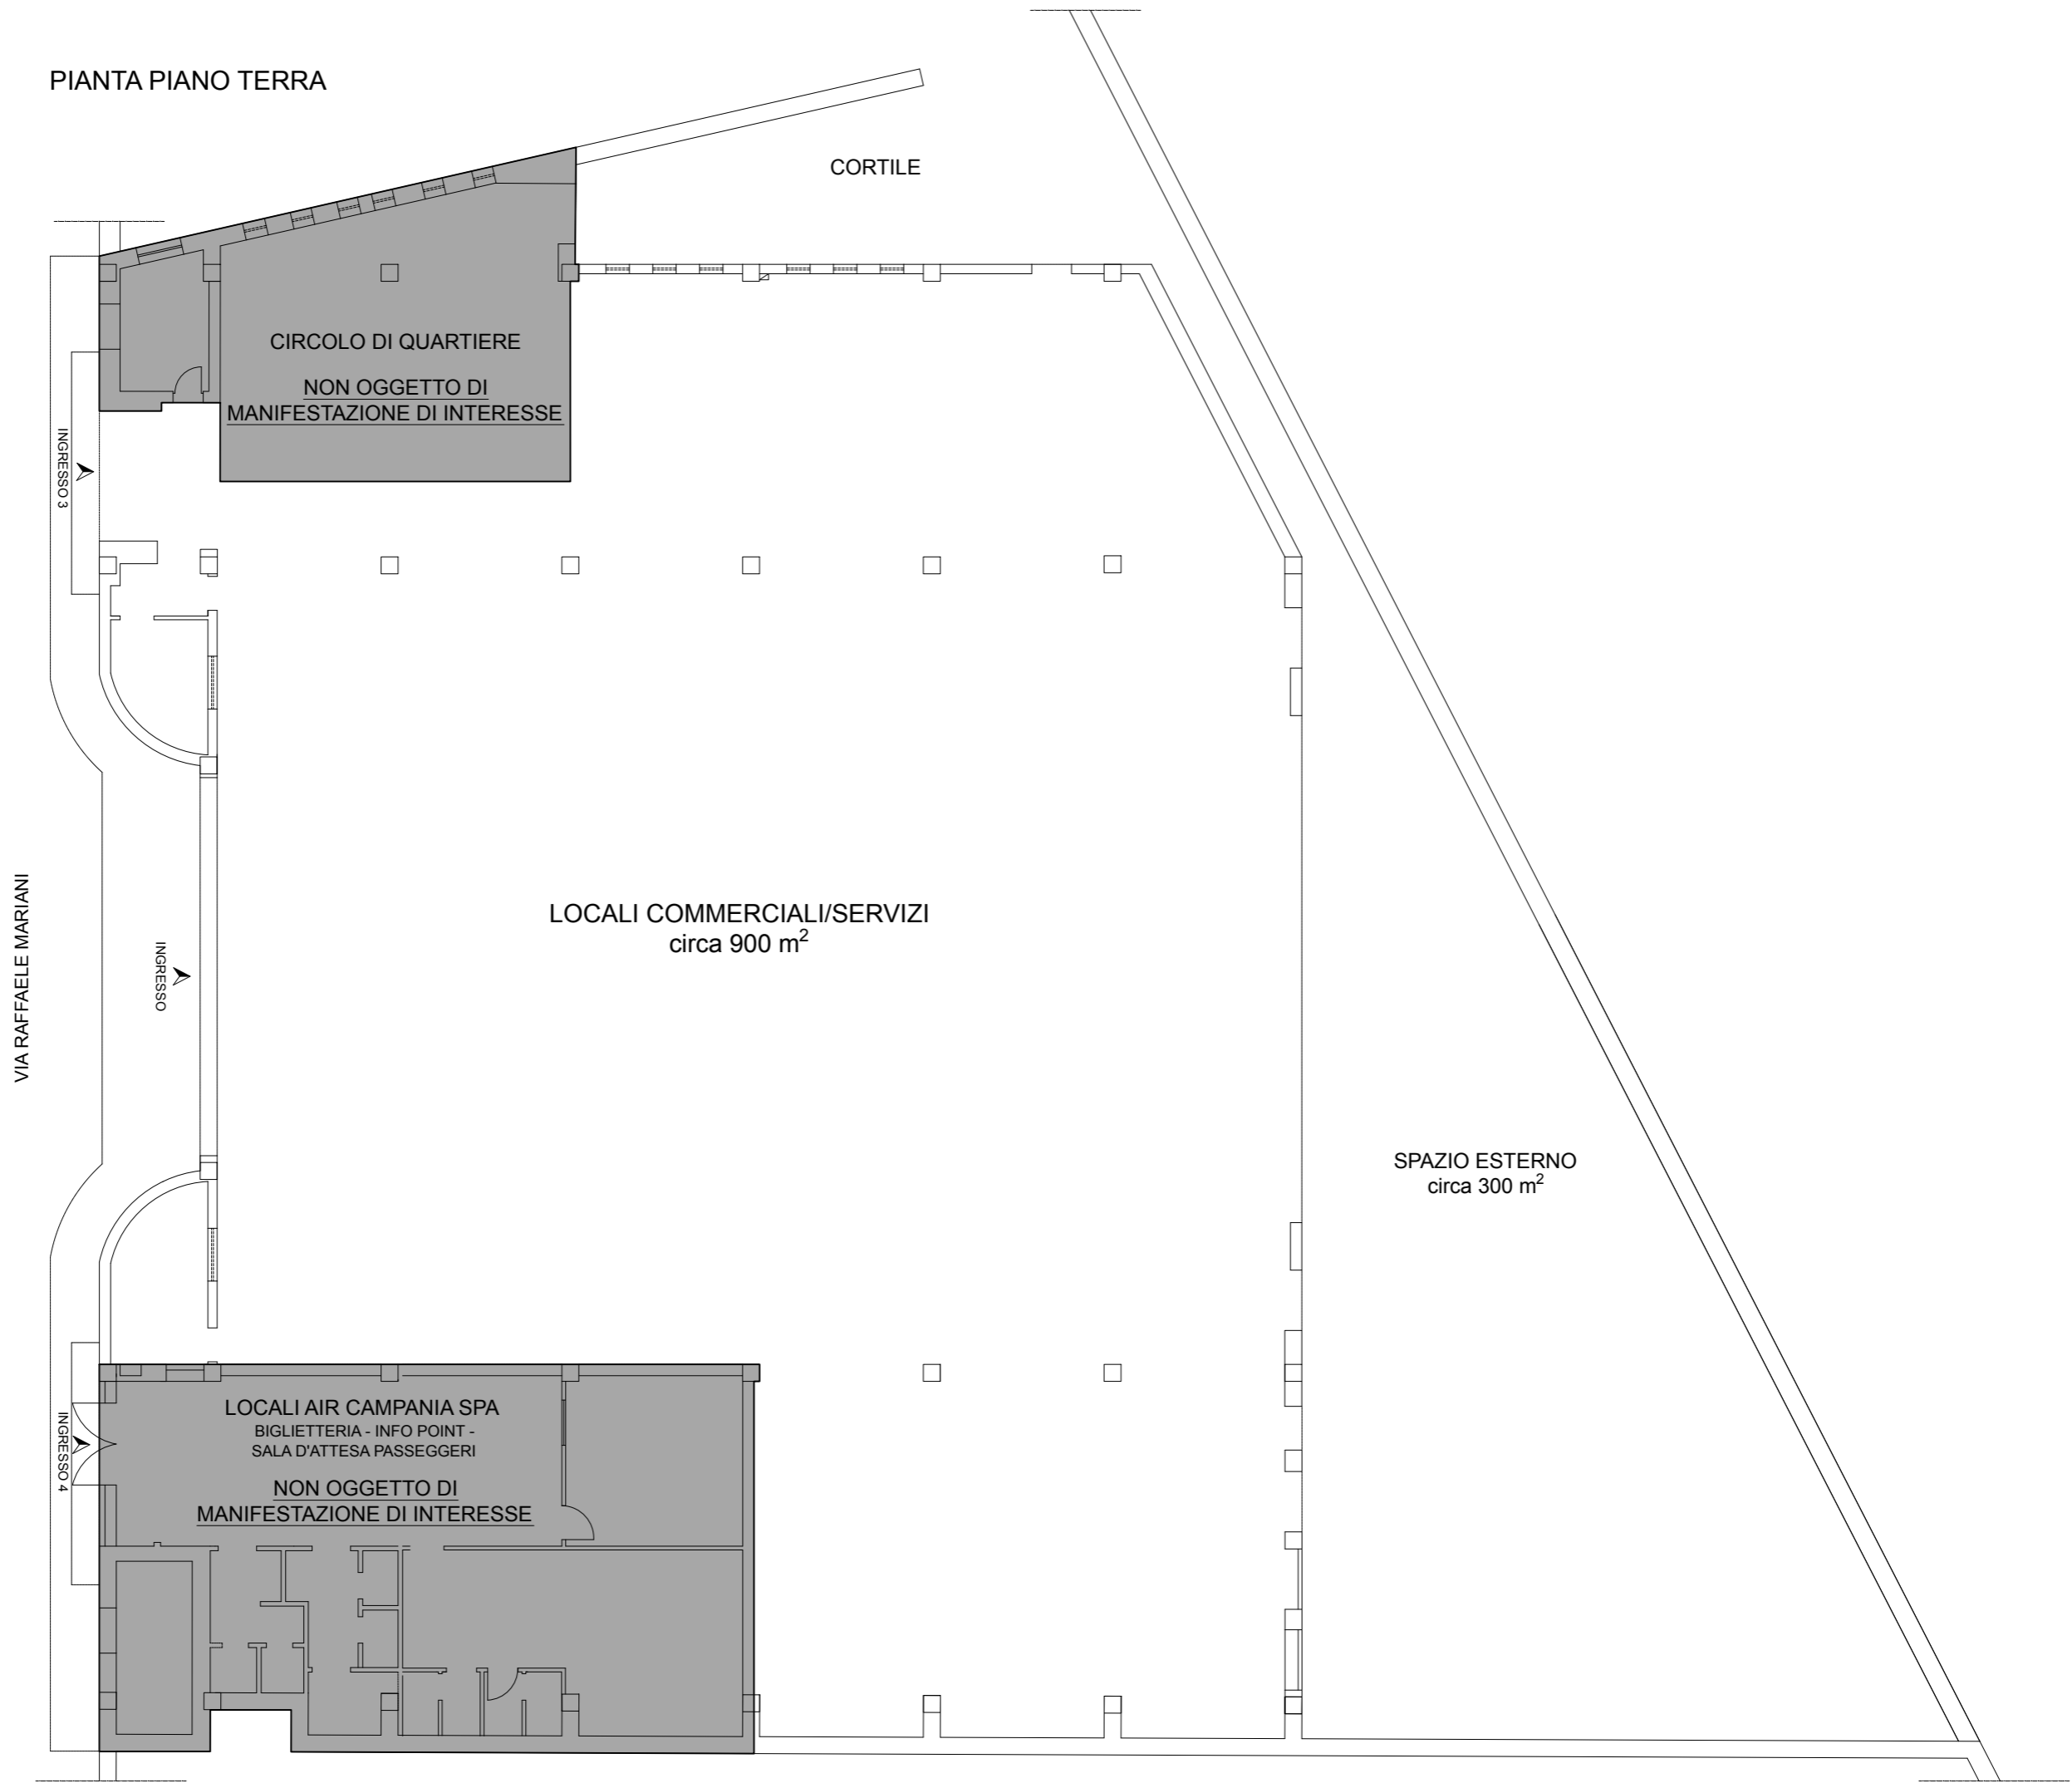 PIANTA PIANO TERRA
CORTILE
CIRCOLO DI QUARTIERE
NON OGGETTO DI
MANIFESTAZIONE DI INTERESSE
INGRESSO 3
VIA RAFFAELE MARIANI
INGRESSO
LOCALI COMMERCIALI/SERVIZI
circa 900 m²
SPAZIO ESTERNO
circa 300 m²
INGRESSO 4
LOCALI AIR CAMPANIA SPA
BIGLIETTERIA - INFO POINT -
SALA D'ATTESA PASSEGGERI
NON OGGETTO DI
MANIFESTAZIONE DI INTERESSE